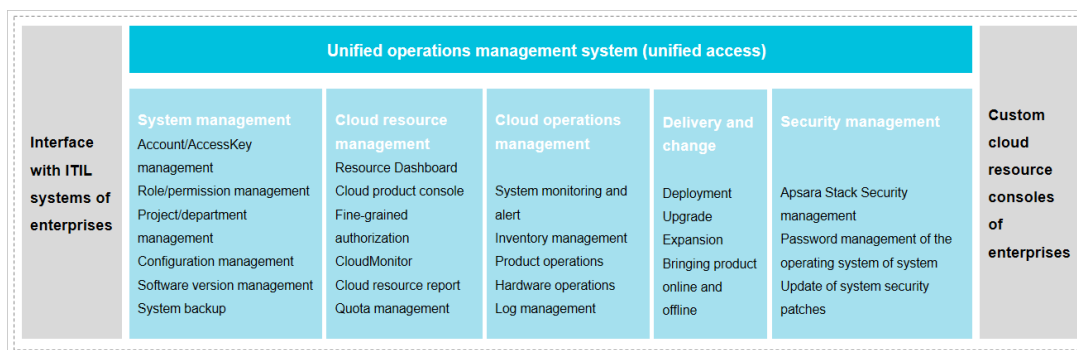 Interface
with ITIL
systems of
enterprises
Unified operations management system (unified access)
System management
Account/AccessKey
management
Role/permission management
Project/department
management
Configuration management
Software version management
System backup
Cloud resource
management
Resource Dashboard
Cloud product console
Fine-grained
authorization
CloudMonitor
Cloud resource report
Quota management
Cloud operations
management
System monitoring and
alert
Inventory management
Product operations
Hardware operations
Log management
Delivery and
change
Deployment
Upgrade
Expansion
Bringing product
online and
offline
Security management
Apsara Stack Security
management
Password management of the
operating system of system
Update of system security
patches
Custom
cloud
resource
consoles
of
enterprises